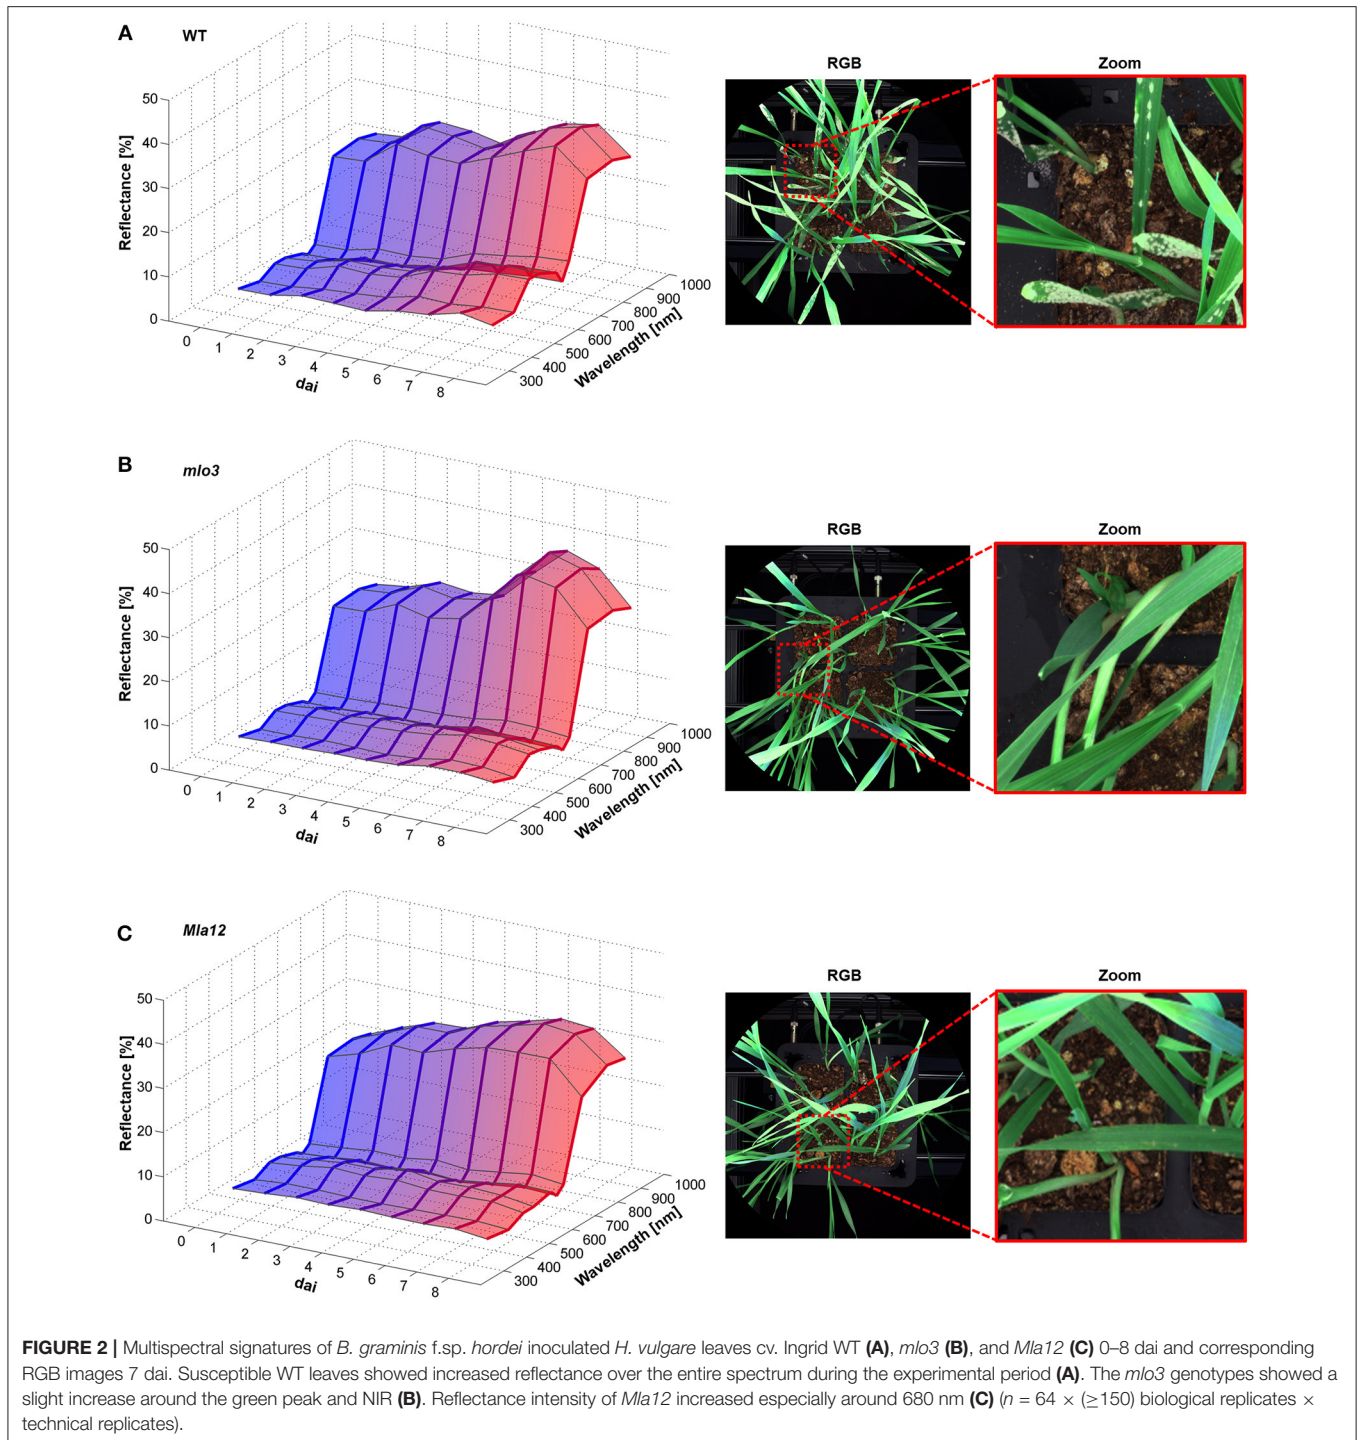 A
WT
50
40
30
20
10
0
Reflectance [%]
0
1
2
3
4
5
6
7
8
dai
300
400
500
600
700
800
900
1000
Wavelength [nm]
RGB
Zoom
B
mlo3
50
40
30
20
10
0
Reflectance [%]
0
1
2
3
4
5
6
7
8
dai
300
400
500
600
700
800
900
1000
Wavelength [nm]
RGB
Zoom
C
Mla12
50
40
30
20
10
0
Reflectance [%]
0
1
2
3
4
5
6
7
8
dai
300
400
500
600
700
800
900
1000
Wavelength [nm]
RGB
Zoom
FIGURE 2 | Multispectral signatures of B. graminis f.sp. hordei inoculated H. vulgare leaves cv. Ingrid WT (A), mlo3 (B), and Mla12 (C) 0–8 dai and corresponding
RGB images 7 dai. Susceptible WT leaves showed increased reflectance over the entire spectrum during the experimental period (A). The mlo3 genotypes showed a
slight increase around the green peak and NIR (B). Reflectance intensity of Mla12 increased especially around 680 nm (C) (n = 64 × (≥150) biological replicates ×
technical replicates).